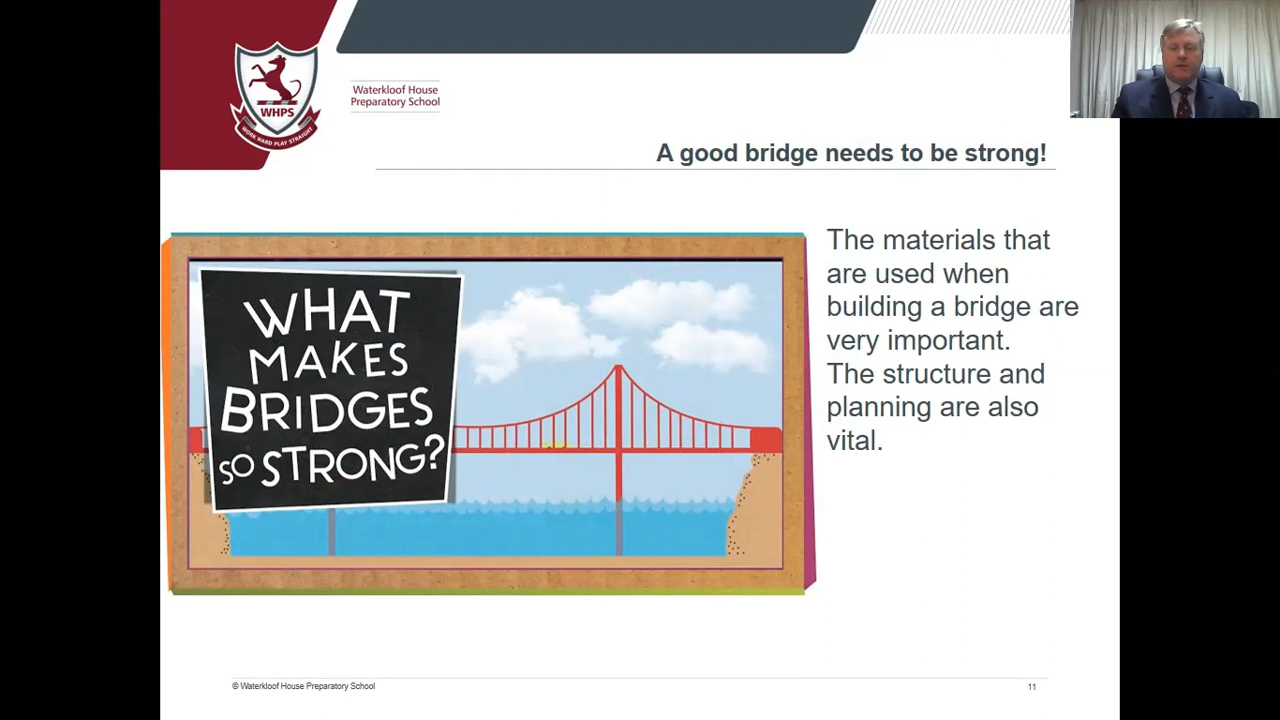 WHPS
WORK HARD PLAY STRAIGHT
Waterkloof House
Preparatory School
A good bridge needs to be strong!
WHAT
MAKES
BRIDGES
SO STRONG?
The materials that
are used when
building a bridge are
very important.
The structure and
planning are also
vital.
© Waterkloof House Preparatory School
11